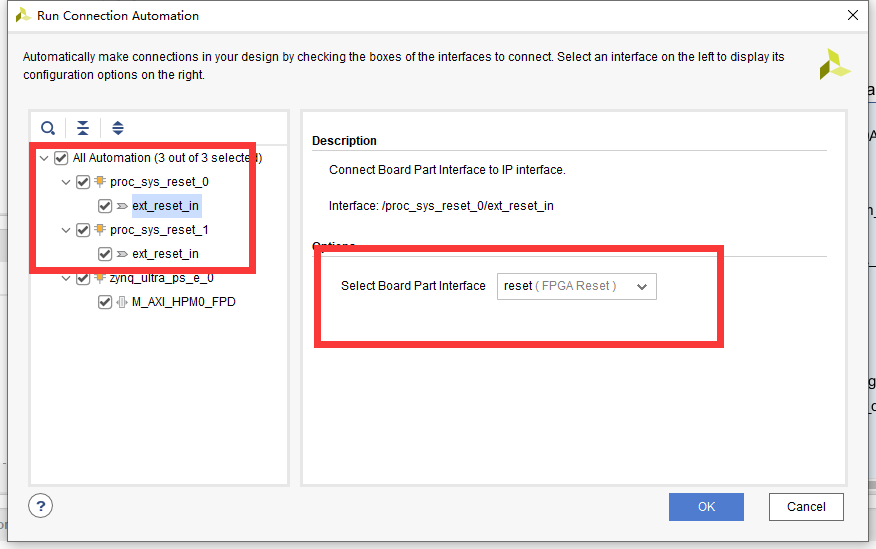 Run Connection Automation
Automatically make connections in your design by checking the boxes of the interfaces to connect. Select an interface on the left to display its
configuration options on the right.
All Automation (3 out of 3 selected)
proc_sys_reset_0
ext_reset_in
proc_sys_reset_1
ext_reset_in
zynq_ultra_ps_e_0
M_AXI_HPM0_FPD
Description
Connect Board Part Interface to IP interface.
Interface: /proc_sys_reset_0/ext_reset_in
Options
Select Board Part Interface reset ( FPGA Reset )
?
OK Cancel